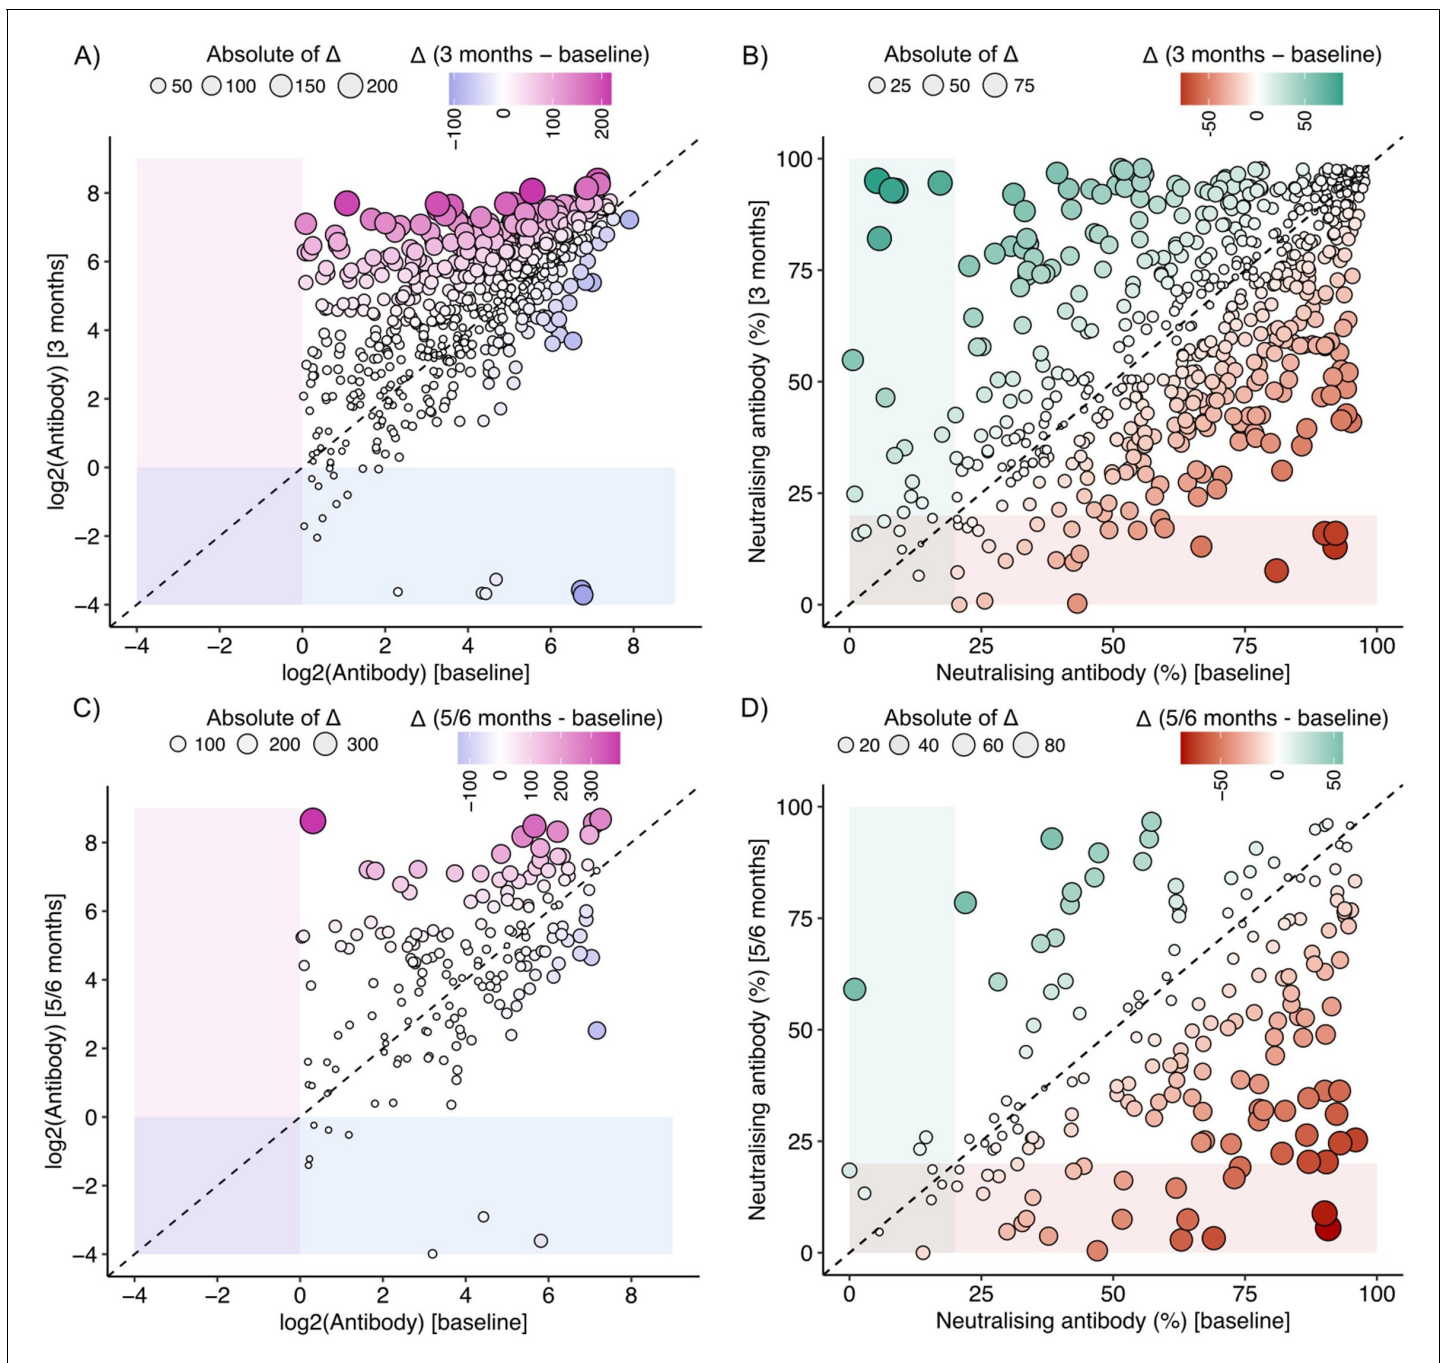 A)
Absolute of Δ
50 100 150 200
Δ (3 months − baseline)
-100 0 100 200
log2(Antibody) [3 months]
8
6
4
2
0
−2
−4
−4 −2 0 2 4 6 8
log2(Antibody) [baseline]
B)
Absolute of Δ
25 50 75
Δ (3 months − baseline)
-50 0 50
Neutralising antibody (%) [3 months]
100
75
50
25
0
0 25 50 75 100
Neutralising antibody (%) [baseline]
C)
Absolute of Δ
100 200 300
Δ (5/6 months - baseline)
-100 0 100 200 300
log2(Antibody) [5/6 months]
8
6
4
2
0
−2
−4
−4 −2 0 2 4 6 8
log2(Antibody) [baseline]
D)
Absolute of Δ
20 40 60 80
Δ (5/6 months - baseline)
-50 0 50
Neutralising antibody (%) [5/6 months]
100
75
50
25
0
0 25 50 75 100
Neutralising antibody (%) [baseline]